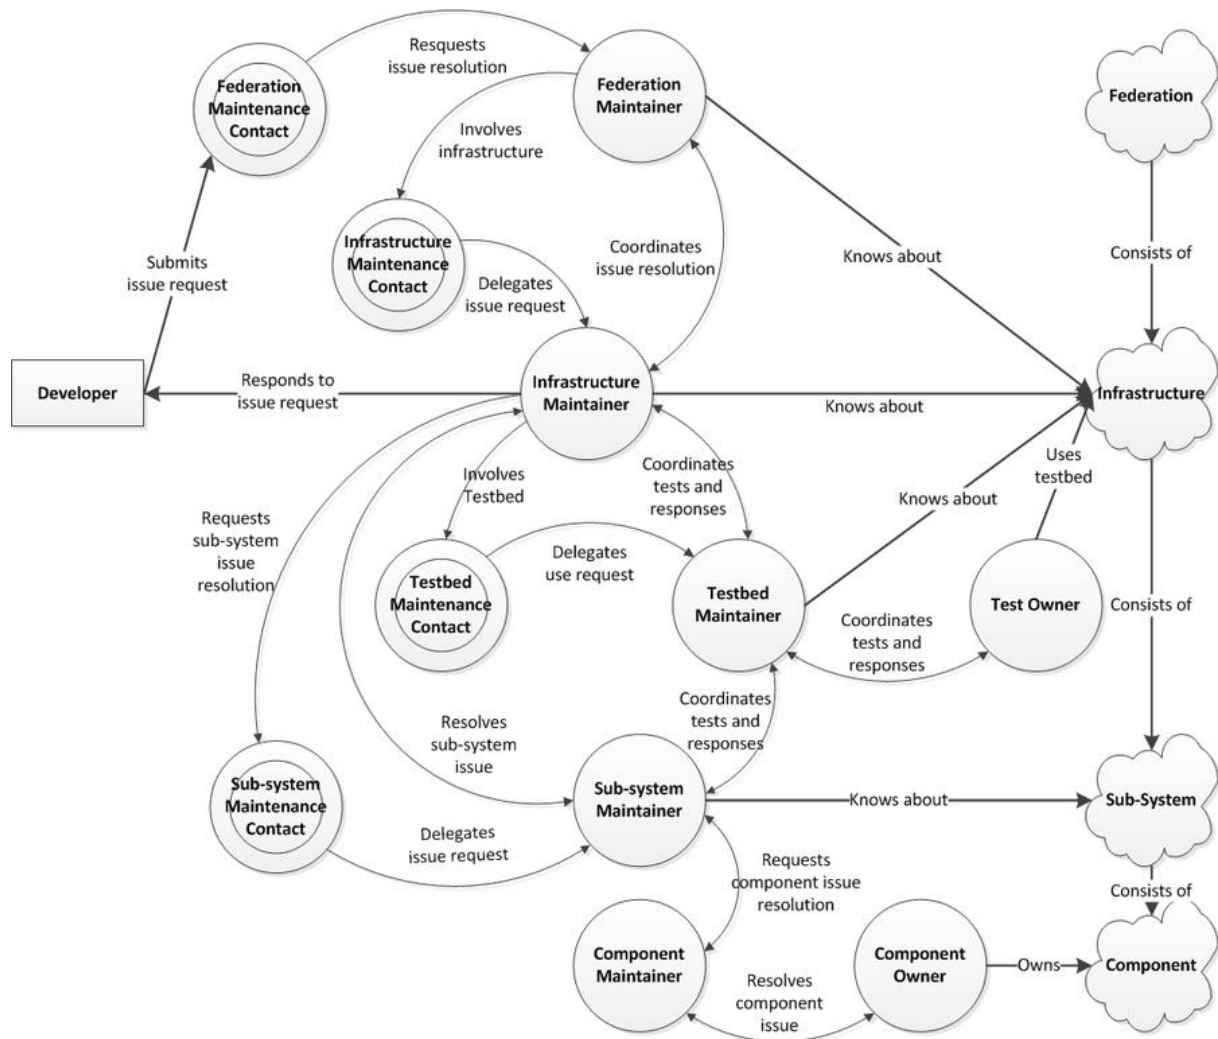 Resquests
issue resolution
Federation
Maintenance
Contact
Federation
Maintainer
Federation
Involves
infrastructure
Infrastructure
Maintenance
Contact
Submits
issue request
Delegates
issue request
Coordinates
issue resolution
Knows about
Consists of
Developer
Responds to
issue request
Infrastructure
Maintainer
Knows about
Infrastructure
Involves
Testbed
Coordinates
tests and
responses
Uses
testbed
Knows about
Requests
sub-system
issue
resolution
Testbed
Maintenance
Contact
Delegates
use request
Testbed
Maintainer
Test Owner
Consists of
Coordinates
tests and
responses
Resolves
sub-system
issue
Coordinates
tests and
responses
Sub-system
Maintenance
Contact
Sub-system
Maintainer
Knows about
Sub-System
Delegates
issue request
Requests
component issue
resolution
Consists of
Component
Maintainer
Component
Owner
Owns
Component
Resolves
component
issue